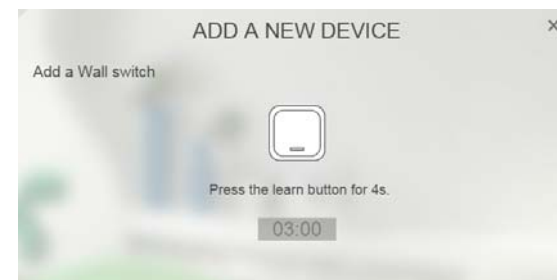 ADD A NEW DEVICE
×
Add a Wall switch
Press the learn button for 4s.
03:00